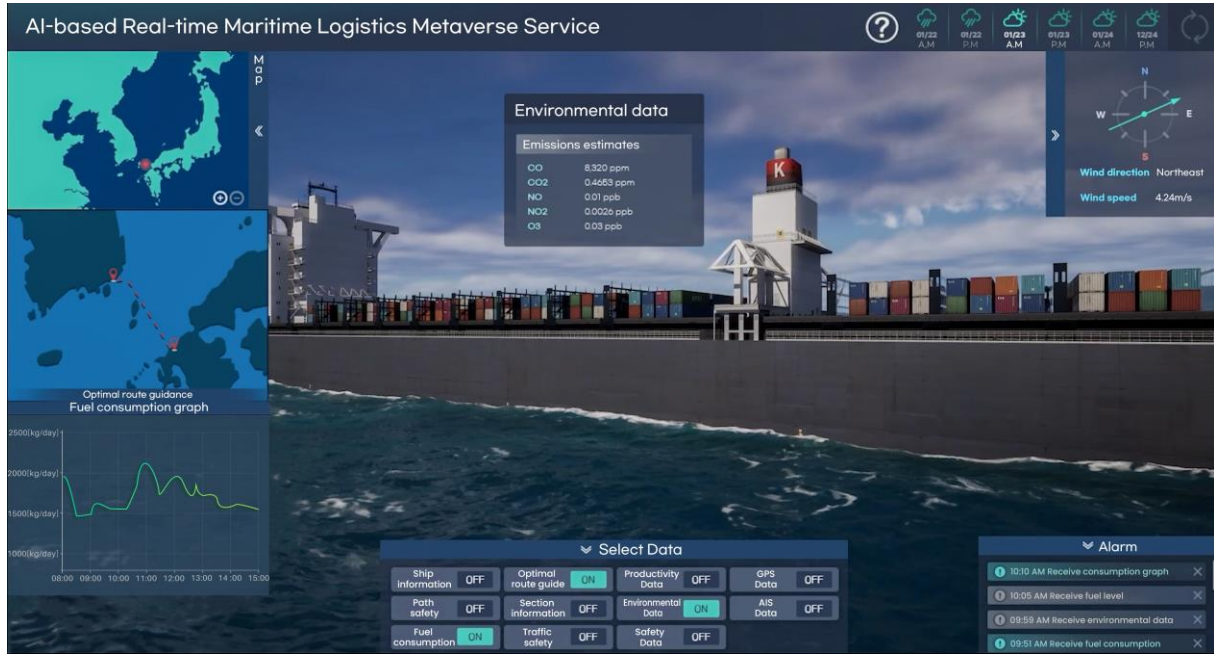 AI-based Real-time Maritime Logistics Metaverse Service
?
01/22 A.M
01/22 P.M
01/23 A.M
01/23 P.M
01/24 A.M
12/24 P.M
Map
Optimal route guidance
Fuel consumption graph
2500[kg/day]
2000[kg/day]
1500[kg/day]
1000[kg/day]
08:00 09:00 10:00 11:00 12:00 13:00 14:00 15:00
Environmental data
Emissions estimates
CO 8,320 ppm
CO2 0.4653 ppm
NO 0.01 ppb
NO2 0.0026 ppb
O3 0.03 ppb
K
N
W E
S
Wind direction Northeast
Wind speed 4.24m/s
Select Data
Ship information OFF
Optimal route guide ON
Productivity Data OFF
GPS Data OFF
Path safety OFF
Section information OFF
Environmental Data ON
AIS Data OFF
Fuel consumption ON
Traffic safety OFF
Safety Data OFF
Alarm
10:10 AM Receive consumption graph
10:05 AM Receive fuel level
09:59 AM Receive environmental data
09:51 AM Receive fuel consumption